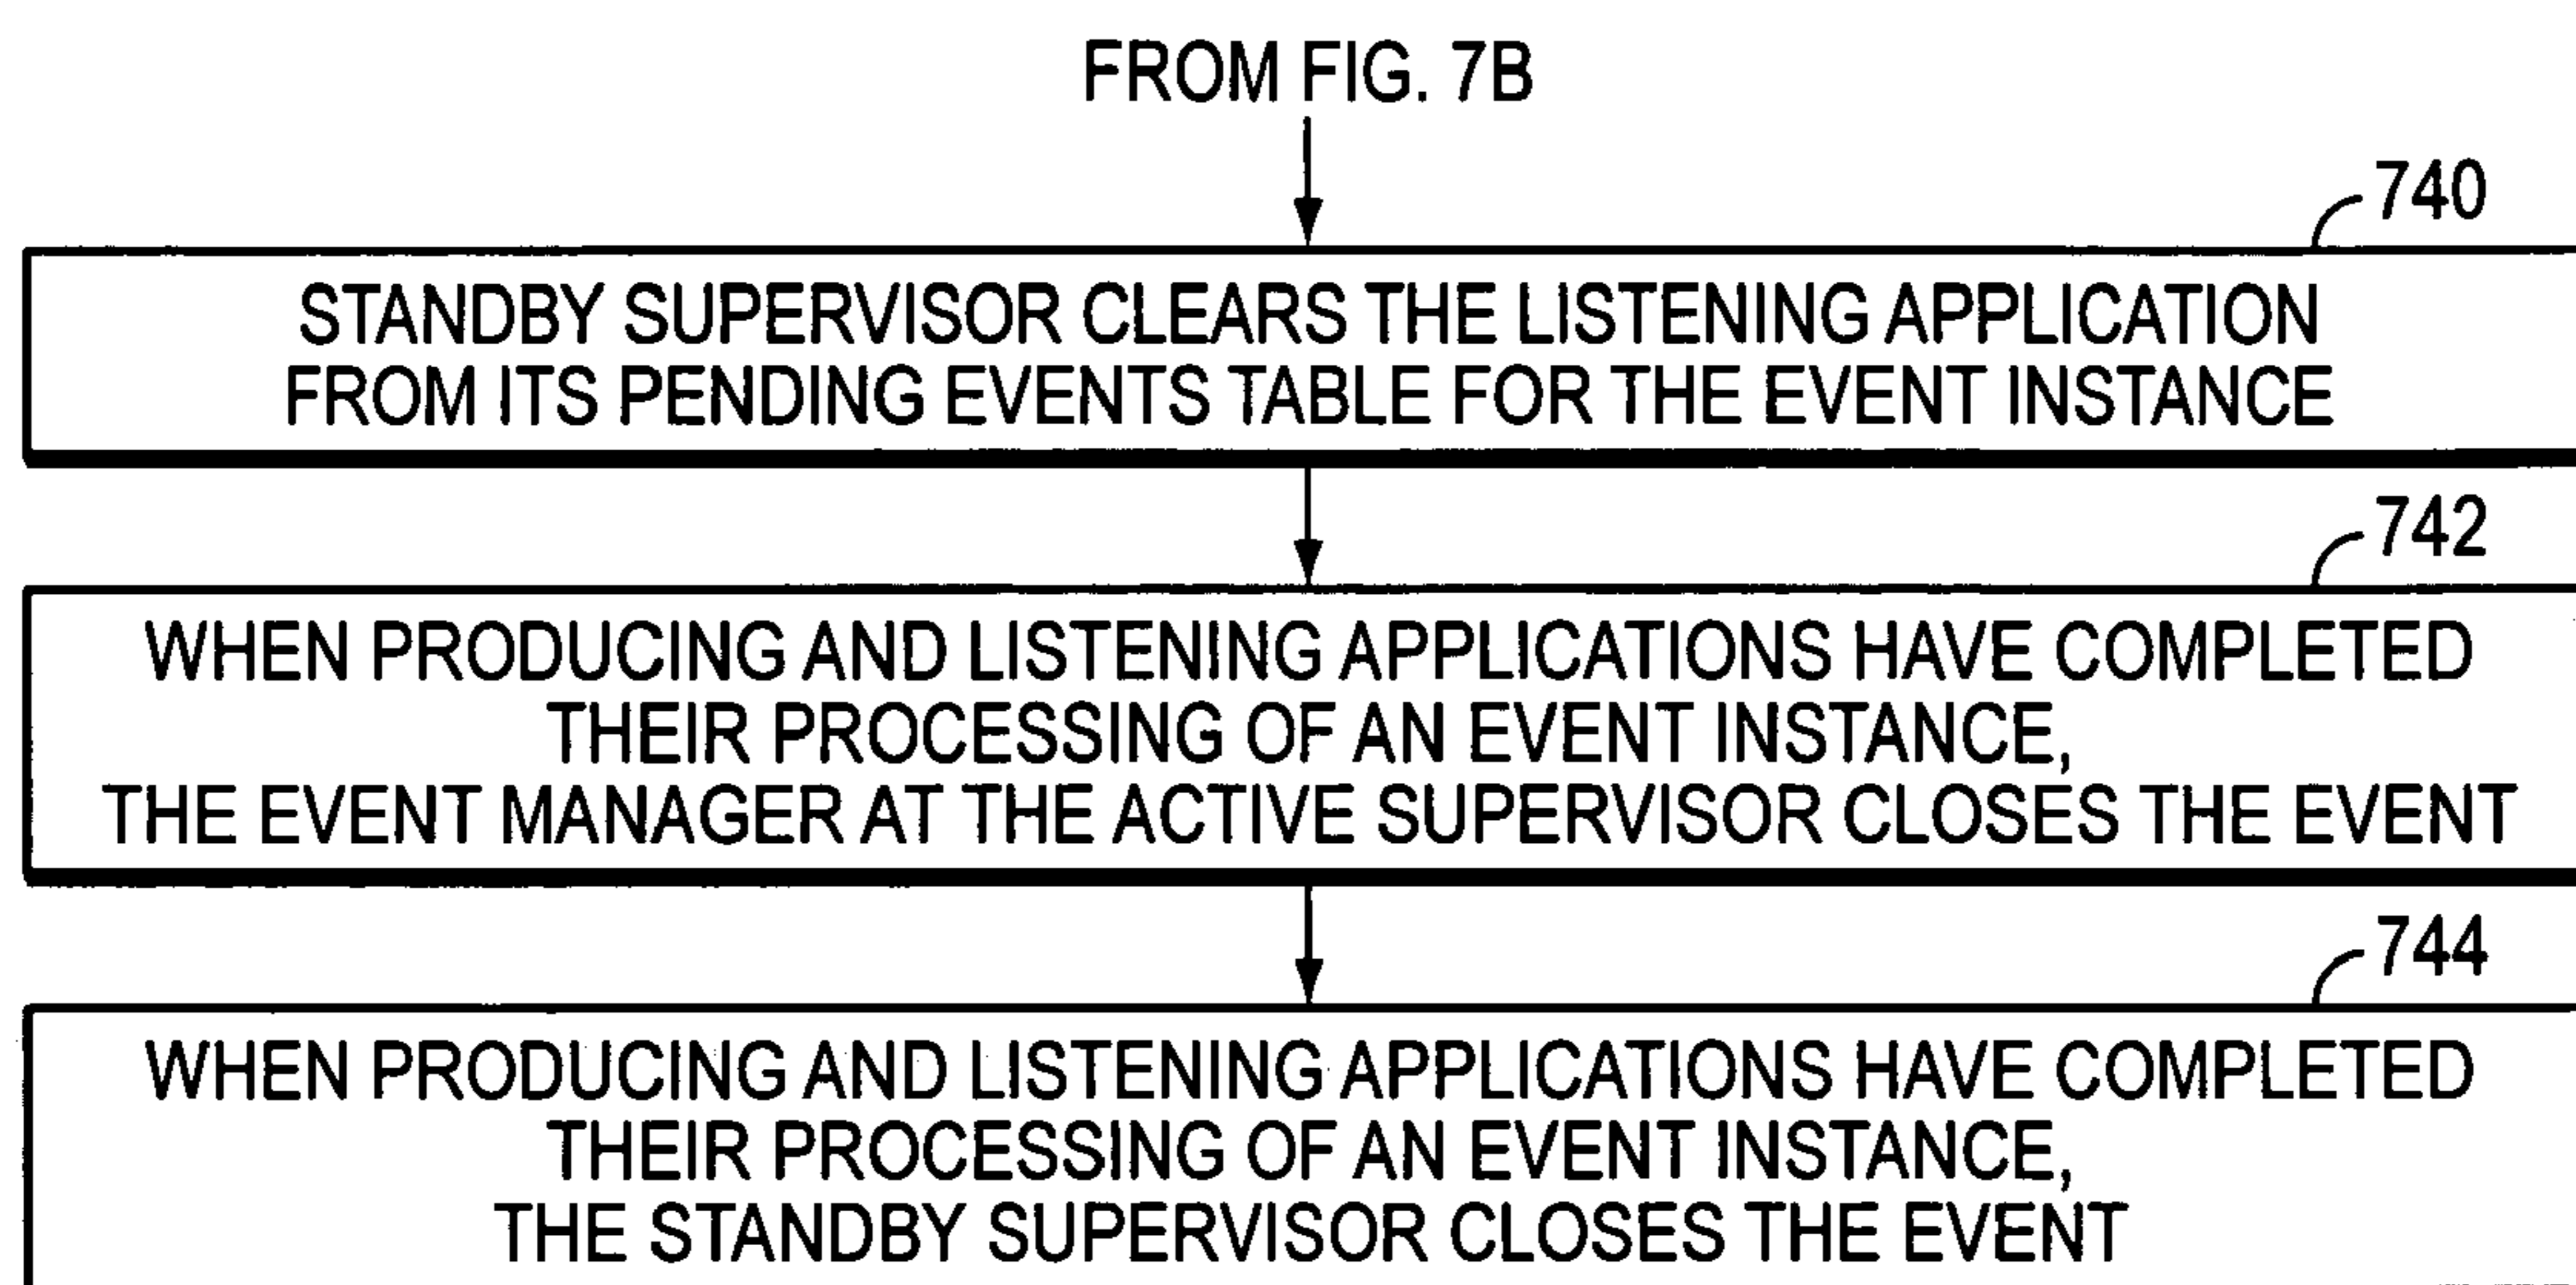 FROM FIG. 7B
740
STANDBY SUPERVISOR CLEARS THE LISTENING APPLICATION
FROM ITS PENDING EVENTS TABLE FOR THE EVENT INSTANCE
742
WHEN PRODUCING AND LISTENING APPLICATIONS HAVE COMPLETED
THEIR PROCESSING OF AN EVENT INSTANCE,
THE EVENT MANAGER AT THE ACTIVE SUPERVISOR CLOSES THE EVENT
744
WHEN PRODUCING AND LISTENING APPLICATIONS HAVE COMPLETED
THEIR PROCESSING OF AN EVENT INSTANCE,
THE STANDBY SUPERVISOR CLOSES THE EVENT